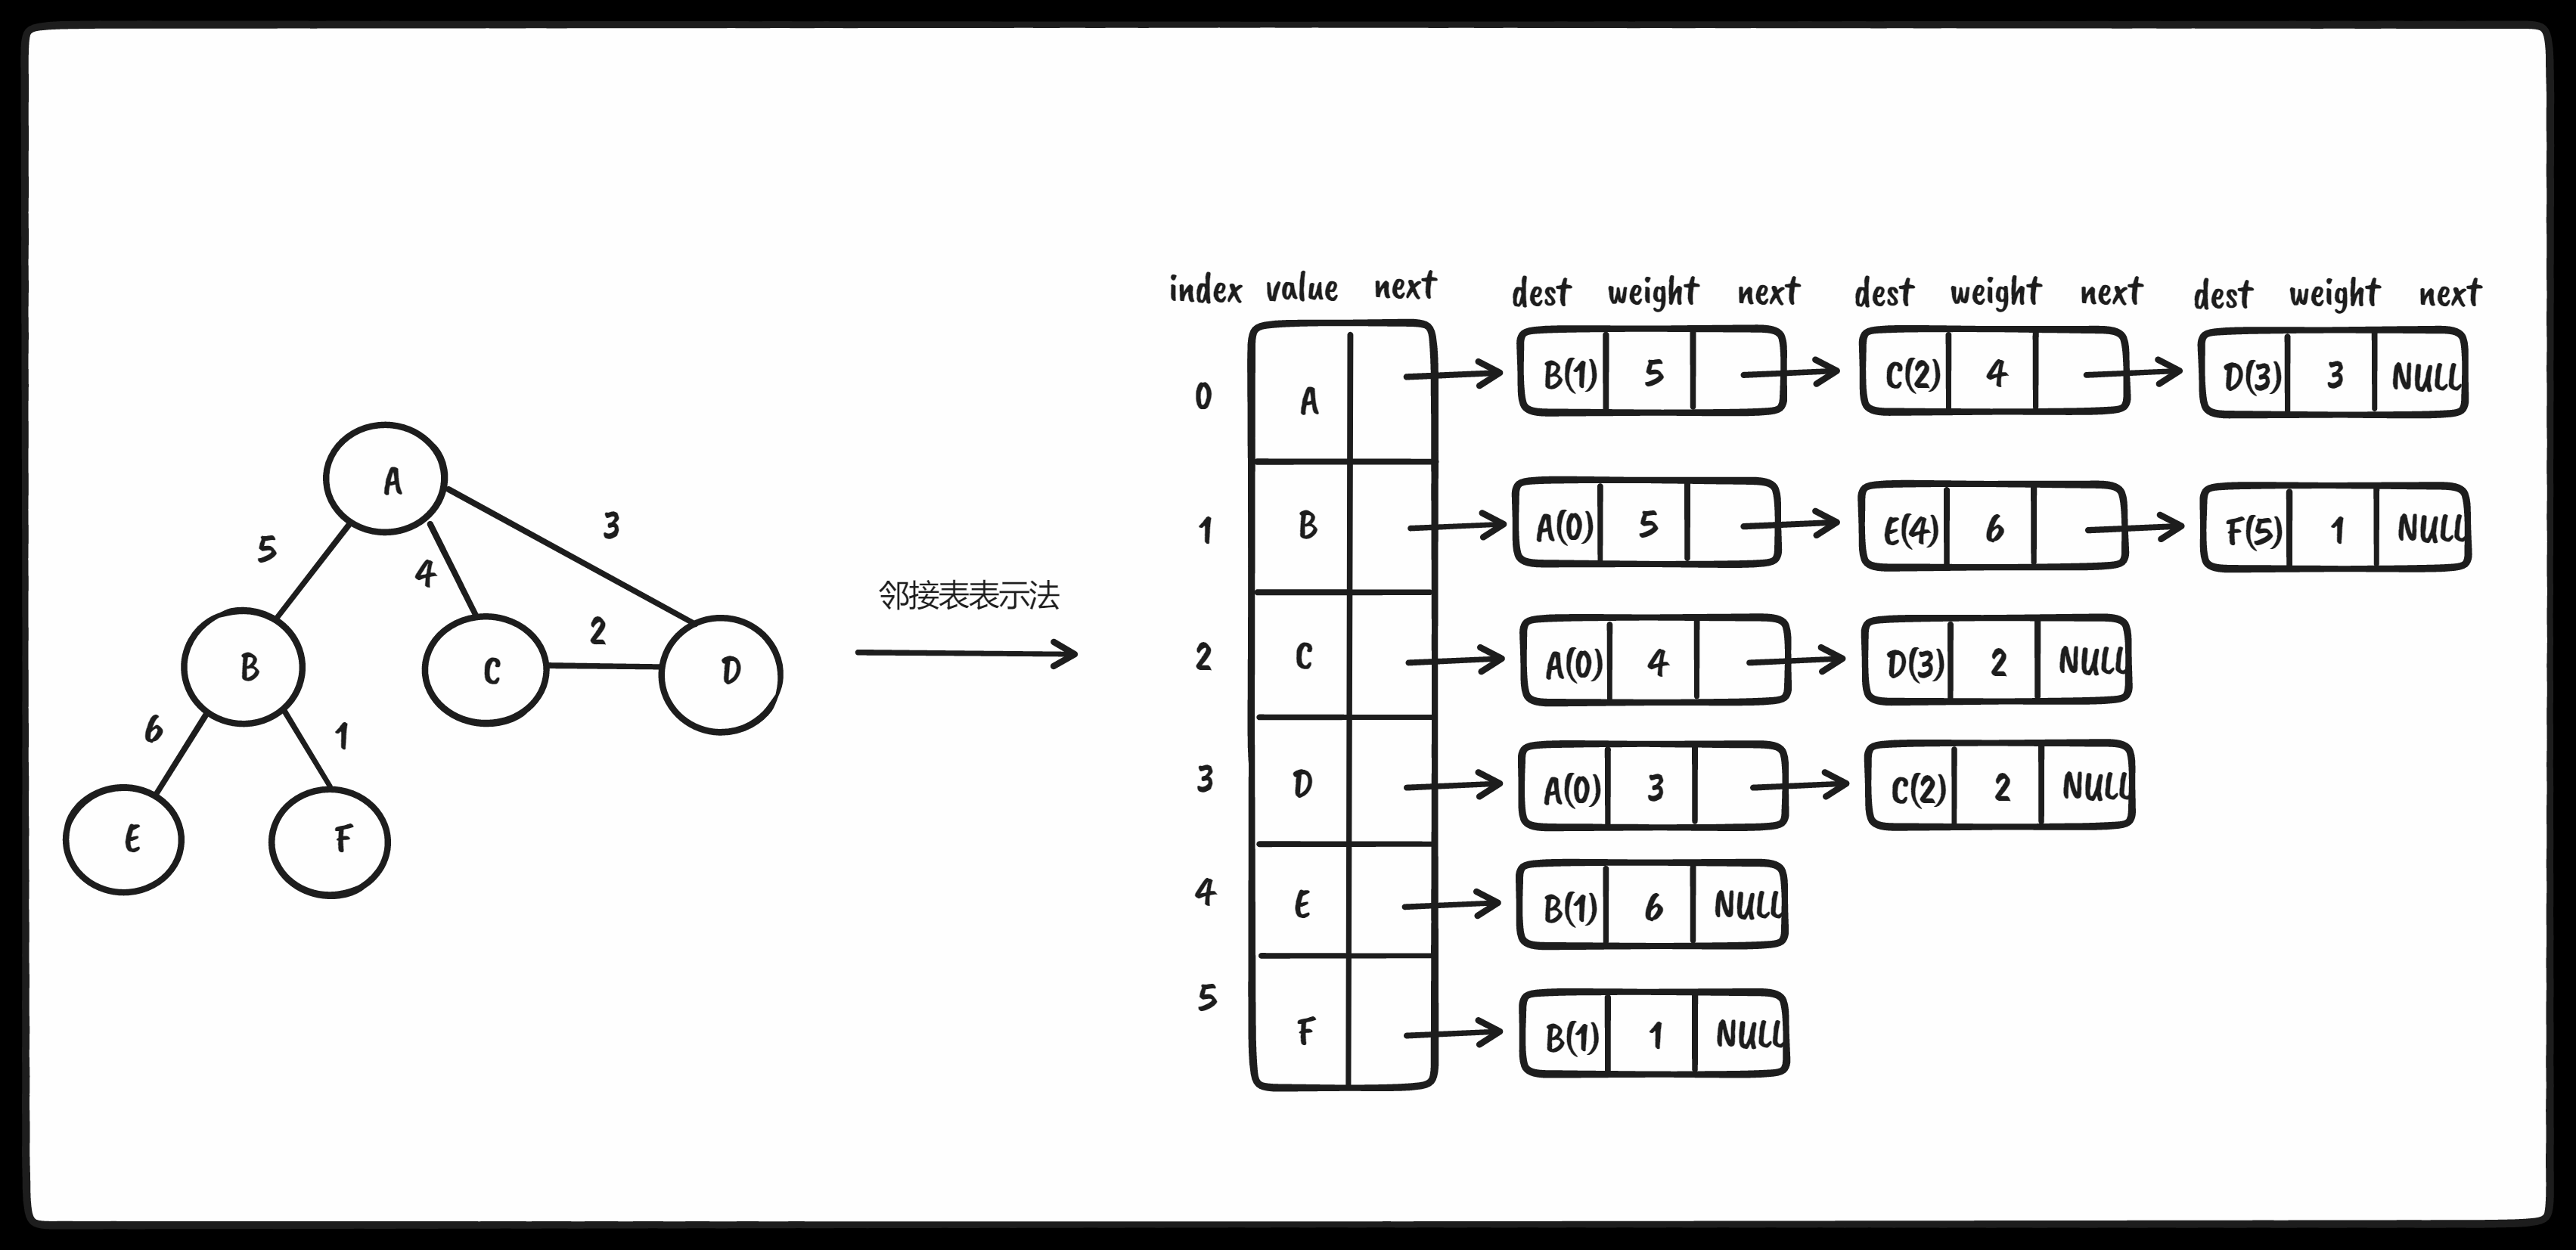 A
5
4
3
B
C
2
D
6
1
E
F
邻接表表示法
index value next dest weight next dest weight next dest weight next
0 A B(1) 5 C(2) 4 D(3) 3 NULL
1 B A(0) 5 E(4) 6 F(5) 1 NULL
2 C A(0) 4 D(3) 2 NULL
3 D A(0) 3 C(2) 2 NULL
4 E B(1) 6 NULL
5 F B(1) 1 NULL